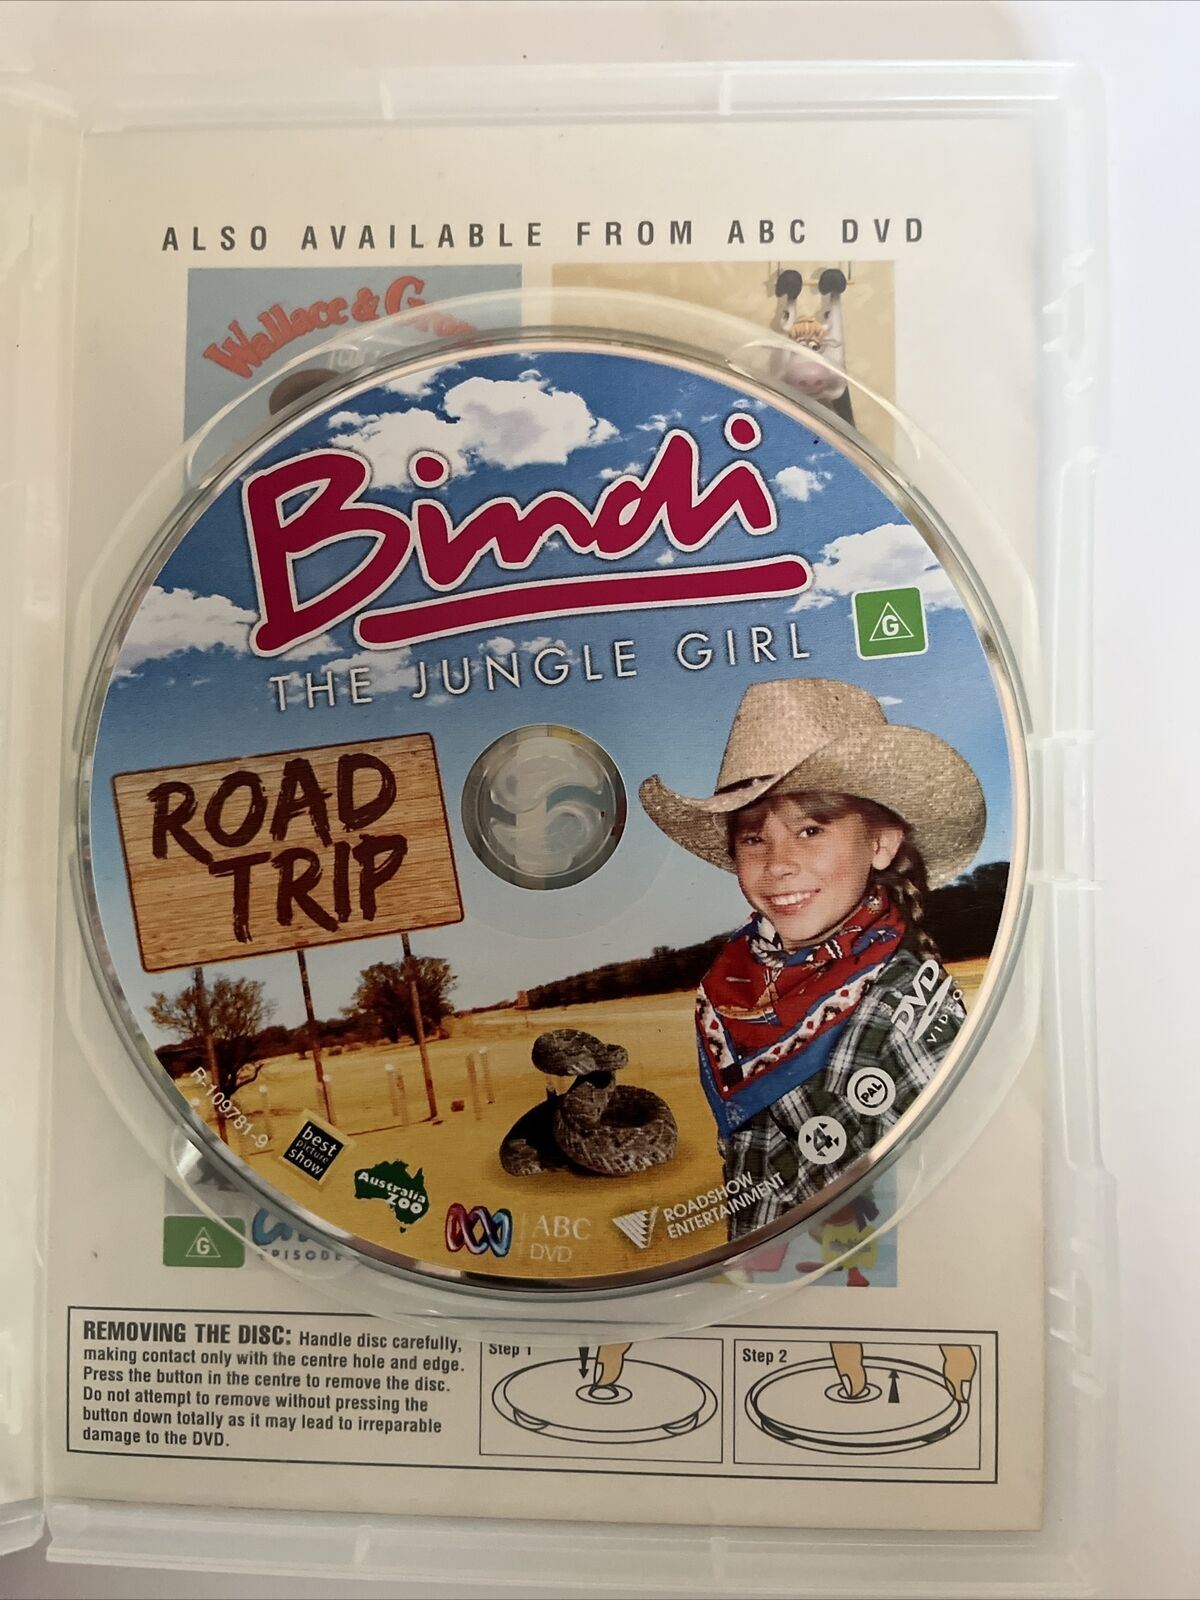 ALSO AVAILABLE FROM ABC DVD
Wallace & Gro
Bindi
THE JUNGLE GIRL
G
ROAD
TRIP
DVD
VIDEO
PAL
4
R-109781-9
best
picture
show
Australia
ZOO
ABC
DVD
ROADSHOW
ENTERTAINMENT
G
EPISODE
REMOVING THE DISC: Handle disc carefully,
making contact only with the centre hole and edge.
Press the button in the centre to remove the disc.
Do not attempt to remove without pressing the
button down totally as it may lead to irreparable
damage to the DVD.
Step 1
Step 2